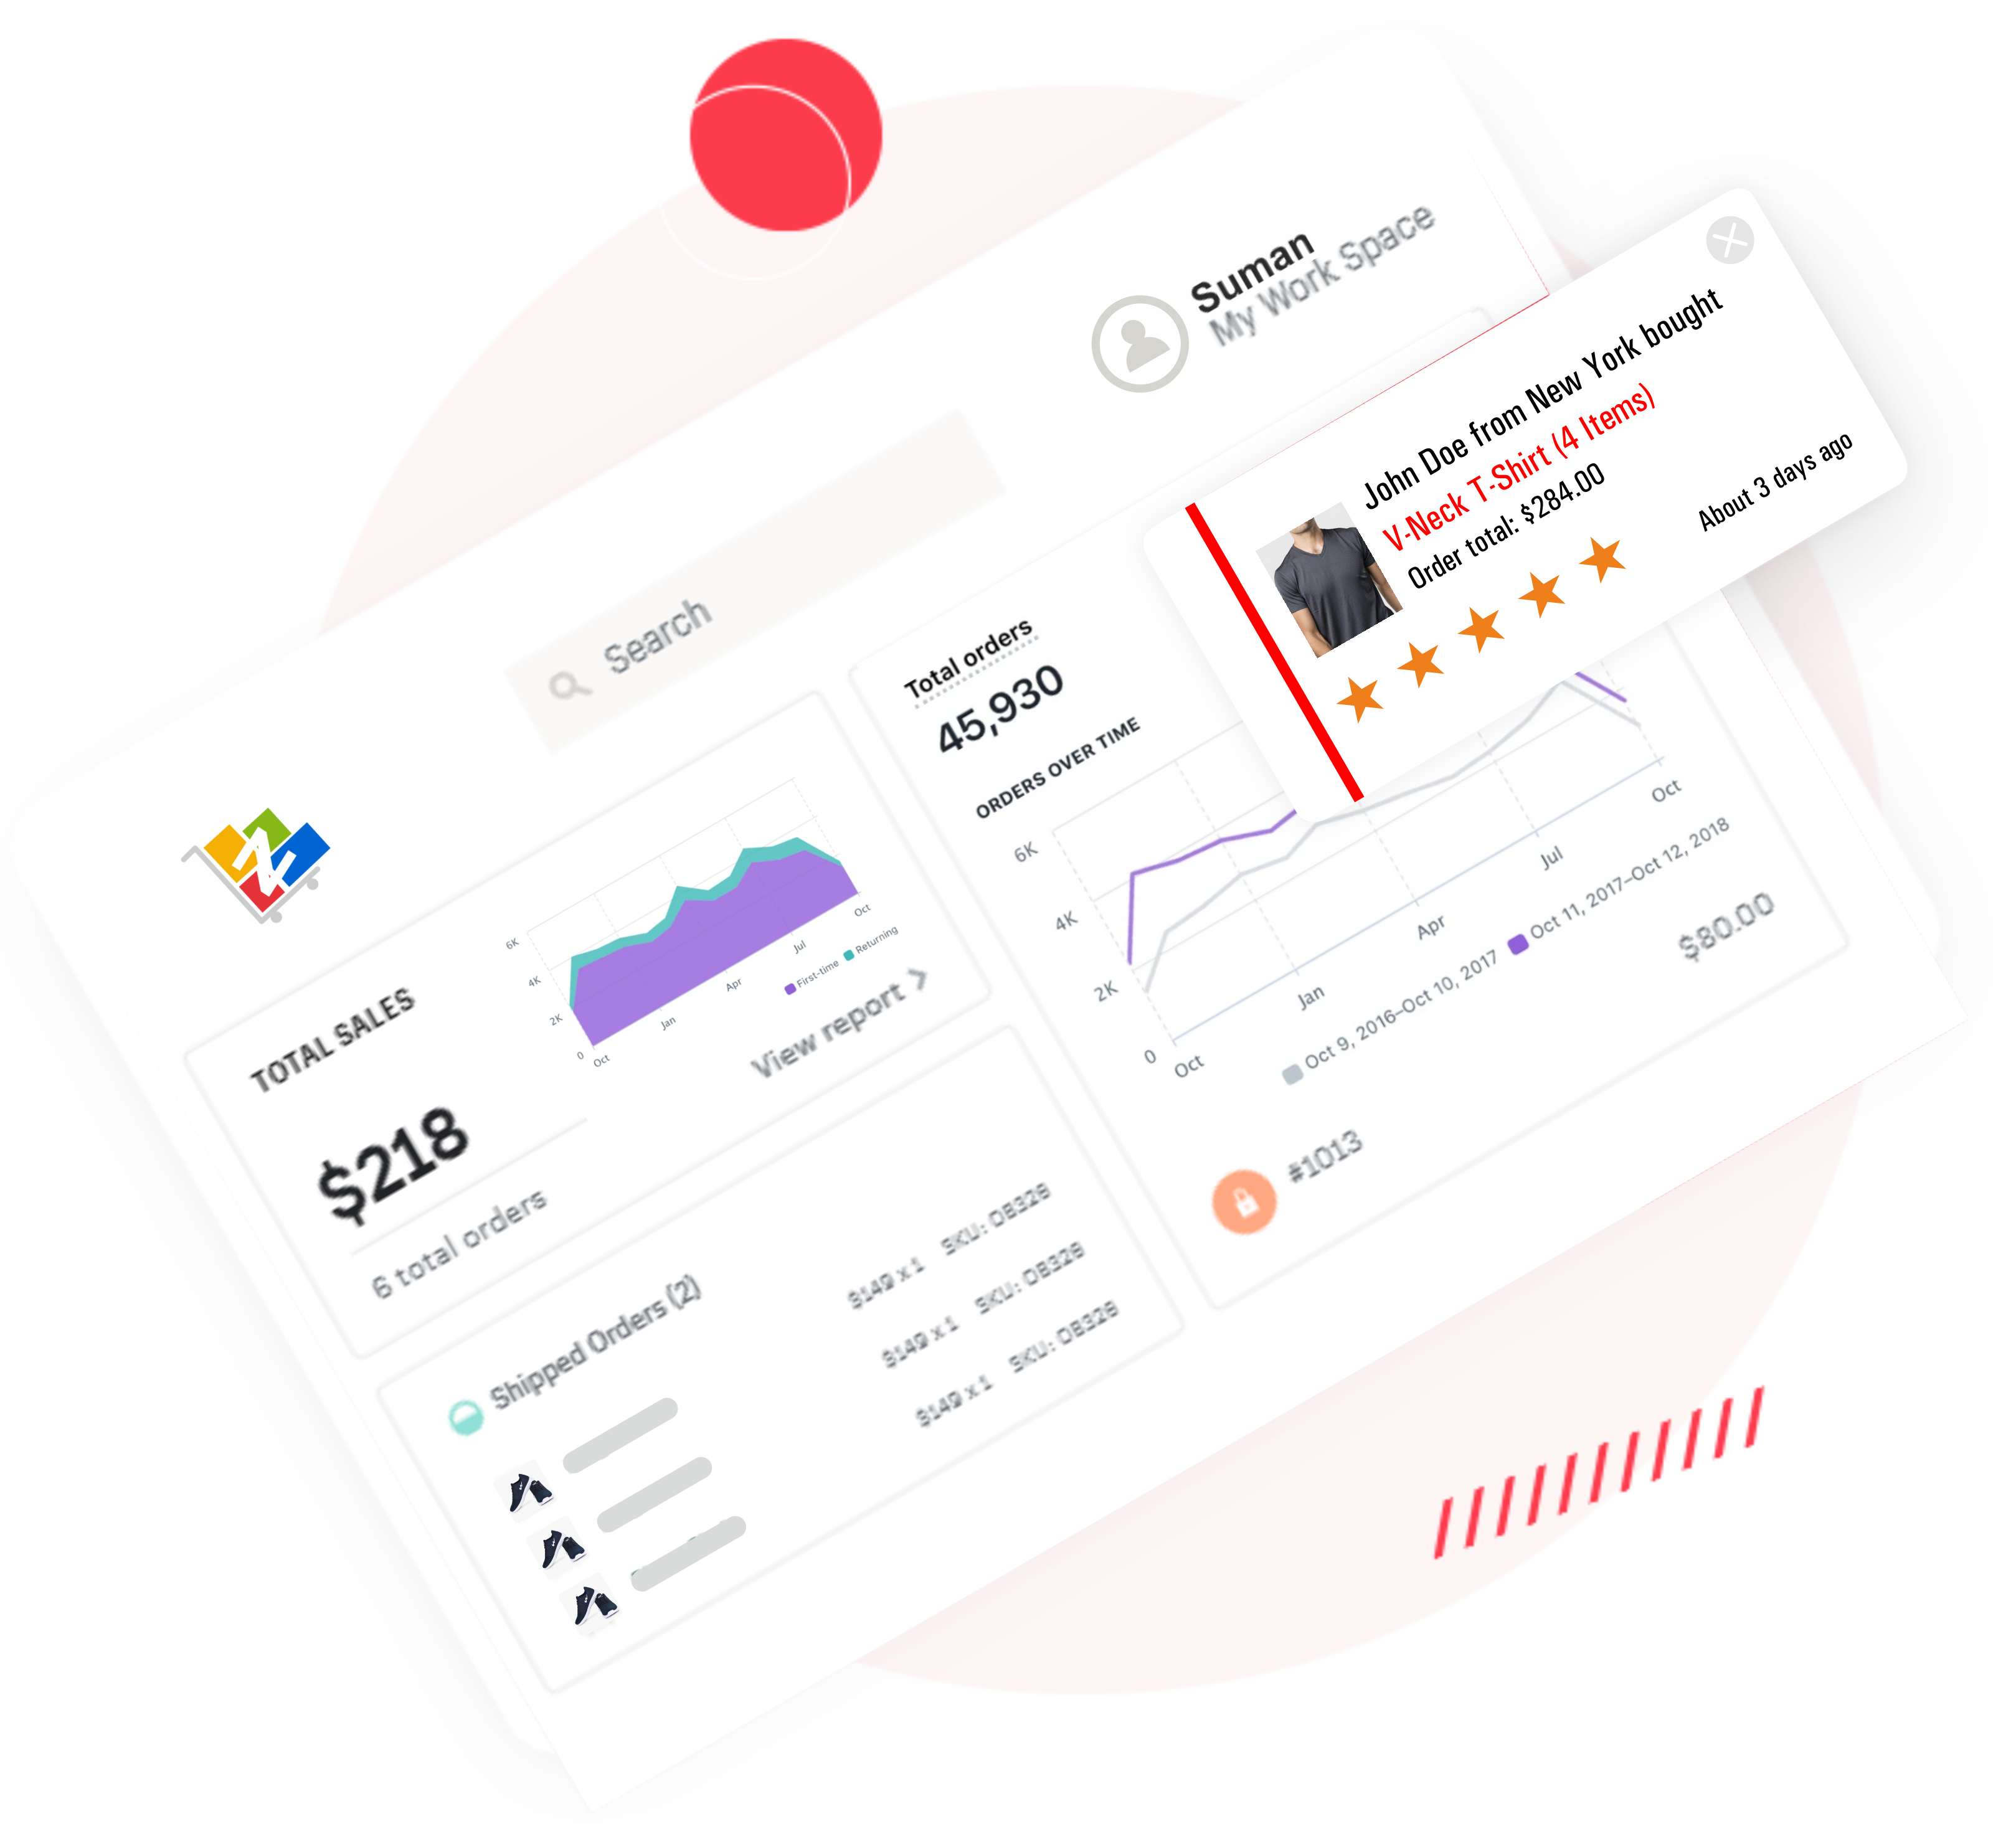 Suman
My Work Space
Search
John Doe from New York bought
V-Neck T-Shirt (4 Items)
Order total: $284.00
About 3 days ago
TOTAL SALES
$218
6 total orders
6K
4K
2K
0
Oct
Jan
Apr
Jul
Oct
First-time
Returning
View report
Total orders
45,930
ORDERS OVER TIME
6K
4K
2K
0
Oct
Jan
Apr
Jul
Oct
Oct 9, 2016–Oct 10, 2017
Oct 11, 2017–Oct 12, 2018
$80.00
#1013
Shipped Orders (2)
$149 x 1 SKU: OB328
$149 x 1 SKU: OB328
$149 x 1 SKU: OB328